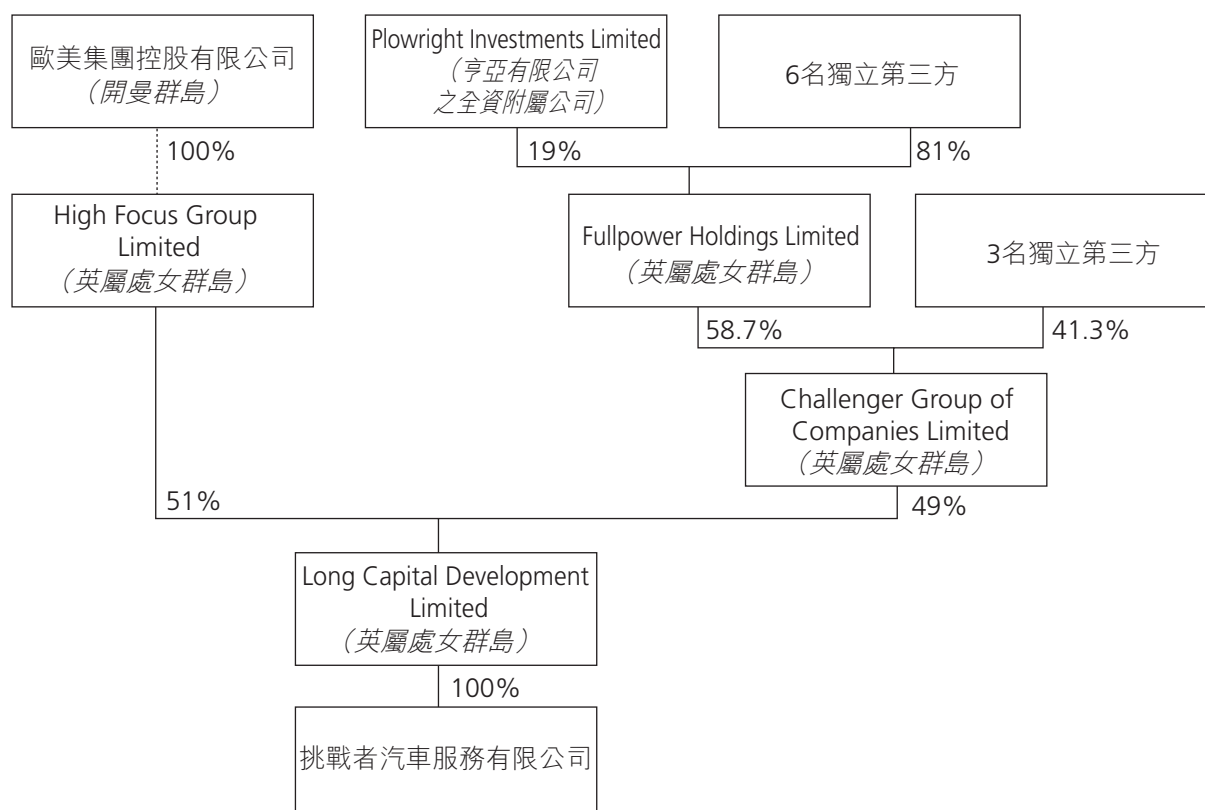 歐美集團控股有限公司
（開曼群島）
Plowright Investments Limited
（亨亞有限公司
之全資附屬公司）
6名獨立第三方
100%
19%
81%
High Focus Group
Limited
（英屬處女群島）
Fullpower Holdings Limited
（英屬處女群島）
3名獨立第三方
58.7%
41.3%
Challenger Group of
Companies Limited
（英屬處女群島）
51%
49%
Long Capital Development
Limited
（英屬處女群島）
100%
挑戰者汽車服務有限公司